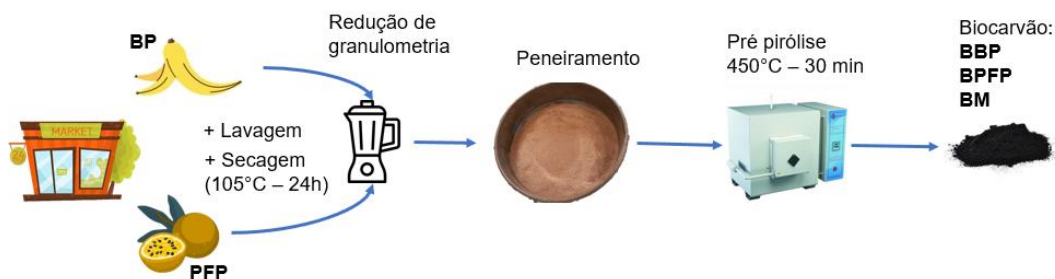 BP
MARKET
24
+ Lavagem
+ Secagem
(105°C – 24h)
PFP
Redução de
granulometria
Peneiramento
Pré pirólise
450°C – 30 min
Biocarvão:
BBP
BPFP
BM